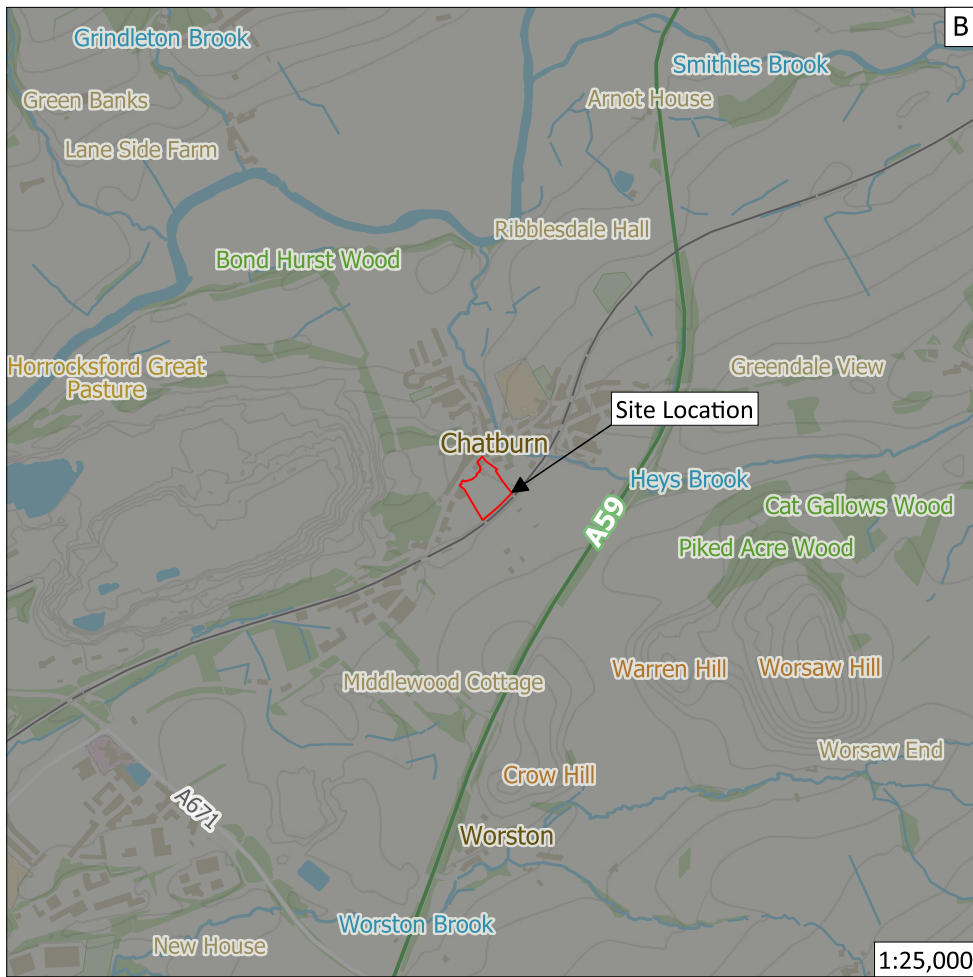 B
Grindleton Brook
Smithies Brook
Green Banks
Arnot House
Lane Side Farm
Ribblesdale Hall
Bond Hurst Wood
Horrocksford Great
Pasture
Greendale View
Site Location
Chatburn
Heys Brook
Cat Gallows Wood
A59
Piked Acre Wood
Warren Hill
Worsaw Hill
Middlewood Cottage
Worsaw End
Crow Hill
A671
Worston
Worston Brook
New House
1:25,000